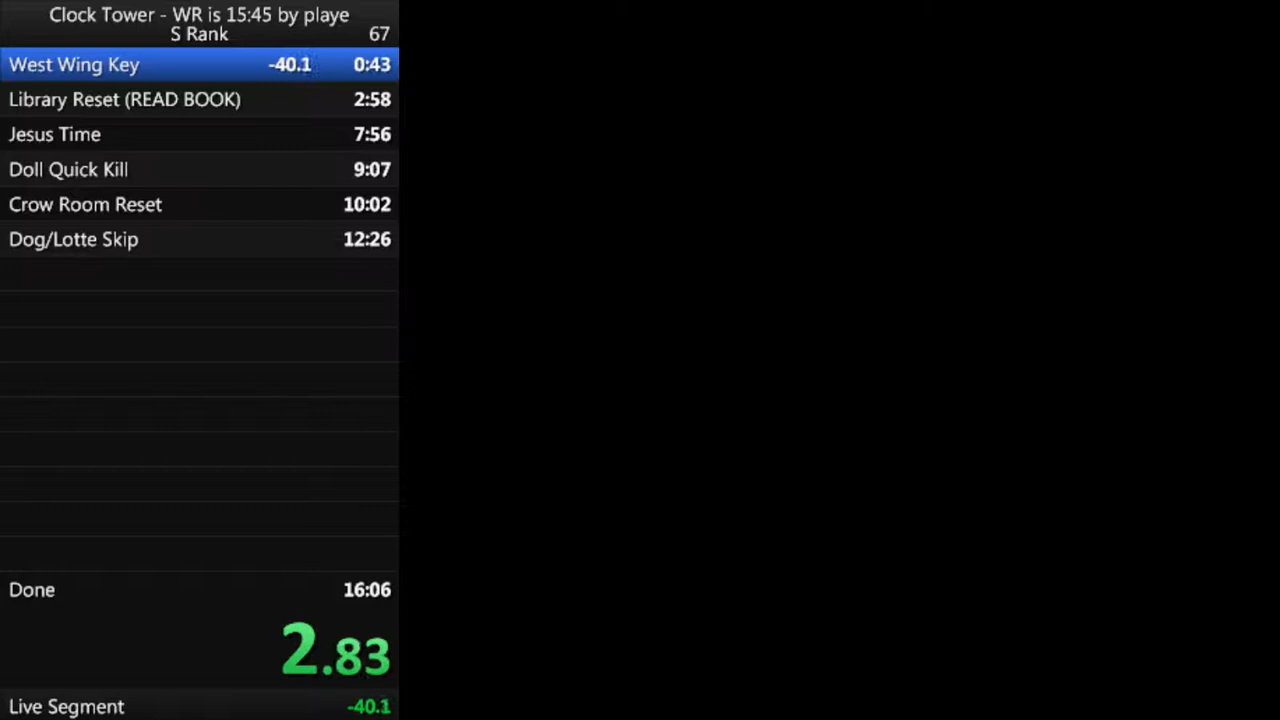 Clock Tower - WR is 15:45 by playe
S Rank 67
West Wing Key -40.1 0:43
Library Reset (READ BOOK) 2:58
Jesus Time 7:56
Doll Quick Kill 9:07
Crow Room Reset 10:02
Dog/Lotte Skip 12:26
Done 16:06
2.83
Live Segment -40.1